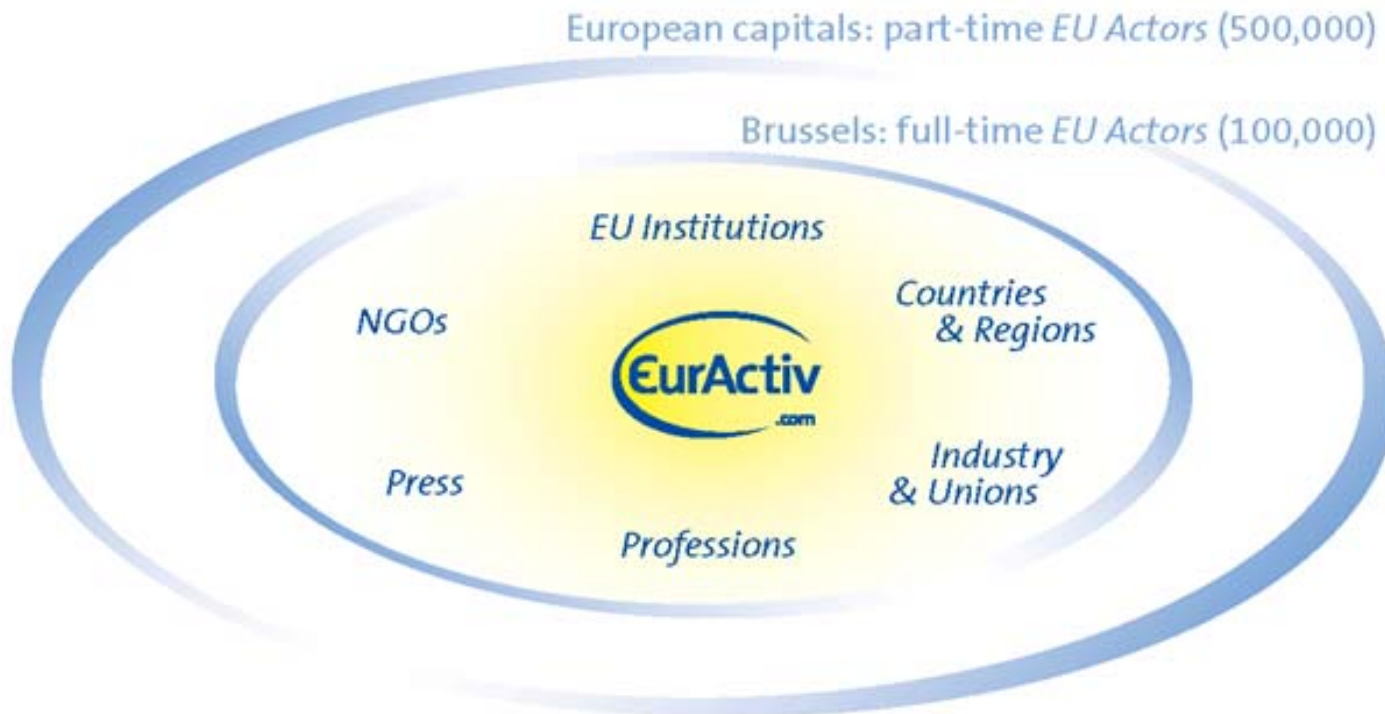 European capitals: part-time EU Actors (500,000)
Brussels: full-time EU Actors (100,000)
EU Institutions
NGOs
Countries
& Regions
EurActiv
.com
Press
Industry
& Unions
Professions